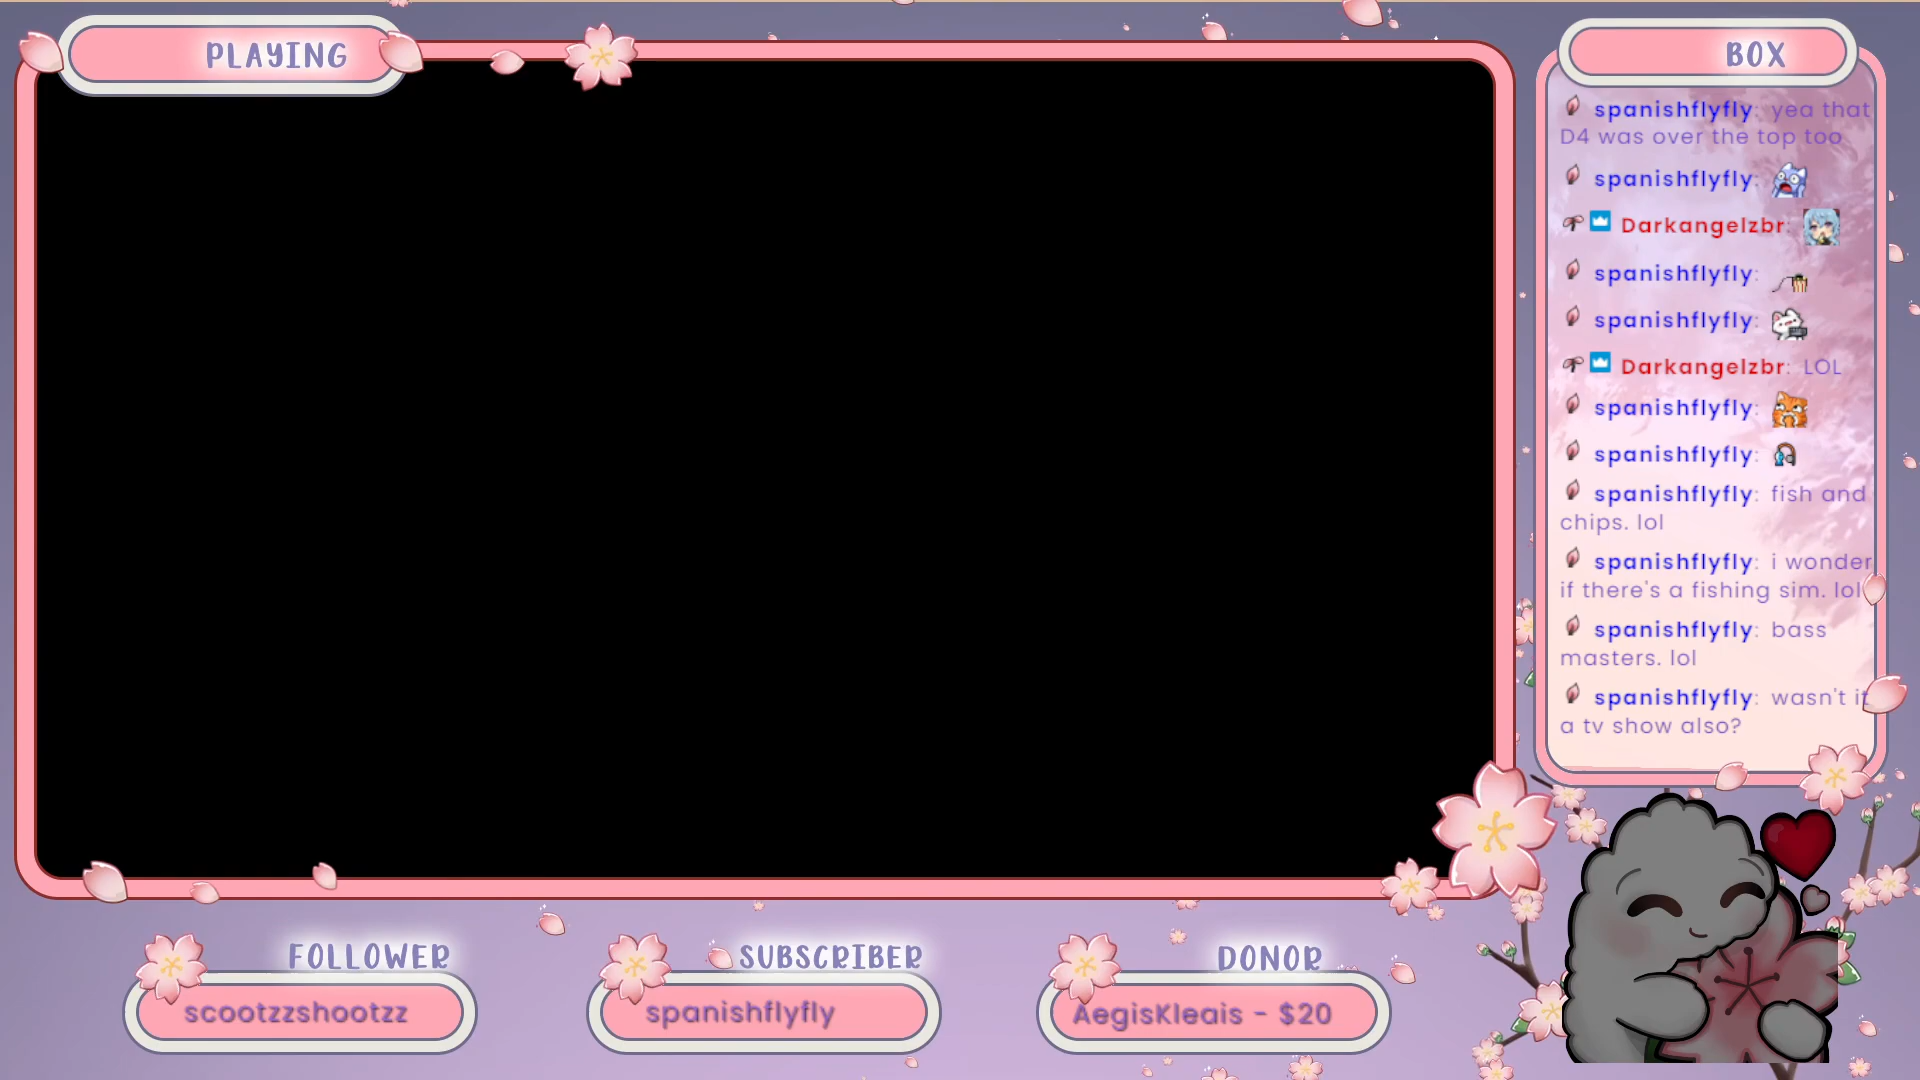 PLAYING
BOX
spanishflyfly: yea that
D4 was over the top too
spanishflyfly:
Darkangelzbr:
spanishflyfly:
spanishflyfly:
Darkangelzbr: LOL
spanishflyfly:
spanishflyfly:
spanishflyfly: fish and
chips. lol
spanishflyfly: i wonder
if there's a fishing sim. lol
spanishflyfly: bass
masters. lol
spanishflyfly: wasn't it
a tv show also?
FOLLOWER
scootzzshootzz
SUBSCRIBER
spanishflyfly
DONOR
AegisKleais - $20